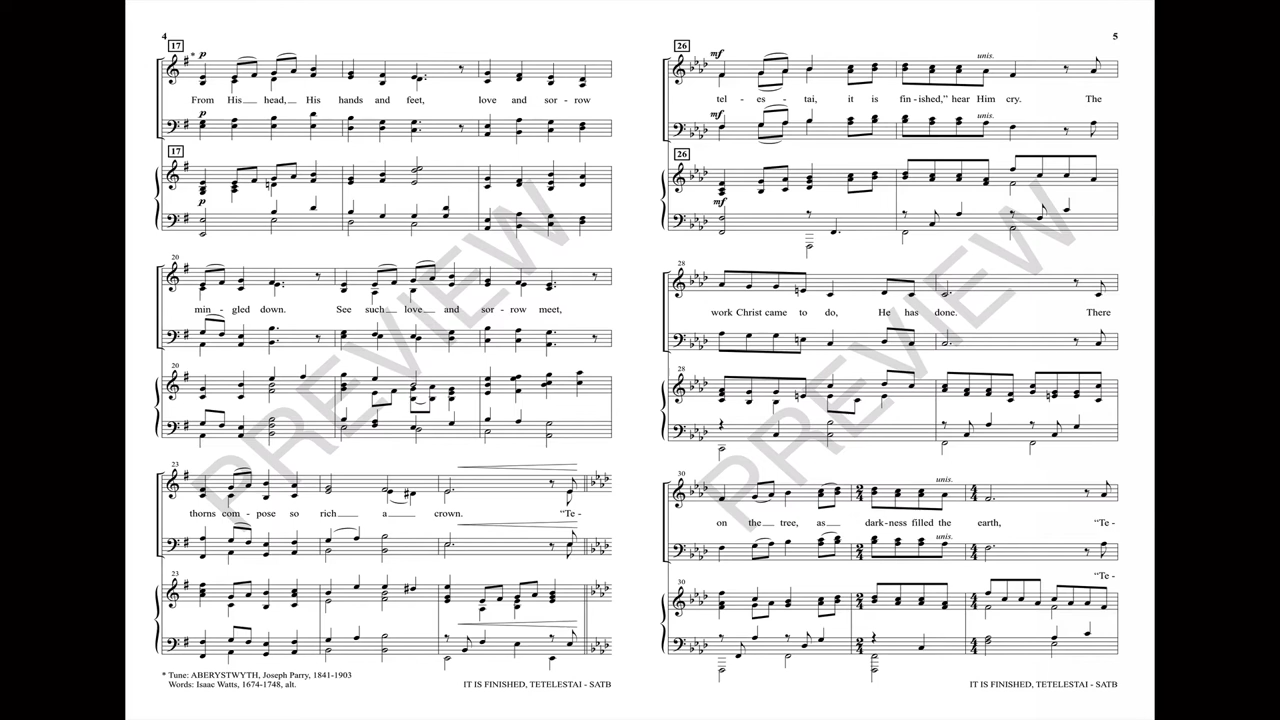 4
17
* p
From His head, His hands and feet, love and sor - row
p
17
p
20
min - gled down. See such love and sor - row meet,
20
23
thorns com - pose so rich a crown. “Te -
23
* Tune: ABERYSTWYTH, Joseph Parry, 1841-1903
Words: Isaac Watts, 1674-1748, alt.
IT IS FINISHED, TETELESTAI - SATB
PREVIEW
5
26
mf
unis.
tel - es - tai, it is fin - ished,“ hear Him cry. The
mf
unis.
26
mf
28
work Christ came to do, He has done. There
28
30
unis.
on the tree, as dark - ness filled the earth, “Te -
unis.
“Te -
30
IT IS FINISHED, TETELESTAI - SATB
PREVIEW